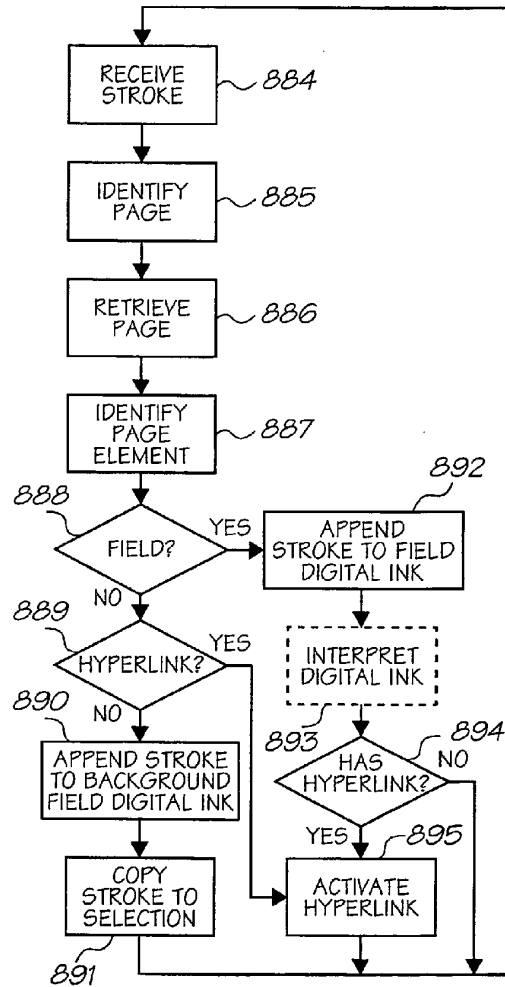 RECEIVE
STROKE
884
IDENTIFY
PAGE
885
RETRIEVE
PAGE
886
IDENTIFY
PAGE
ELEMENT
887
888
FIELD?
YES
NO
892
APPEND
STROKE TO FIELD
DIGITAL INK
889
HYPERLINK?
YES
NO
INTERPRET
DIGITAL INK
893
890
APPEND STROKE
TO BACKGROUND
FIELD DIGITAL INK
894
HAS
HYPERLINK?
NO
YES
COPY
STROKE TO
SELECTION
891
895
ACTIVATE
HYPERLINK